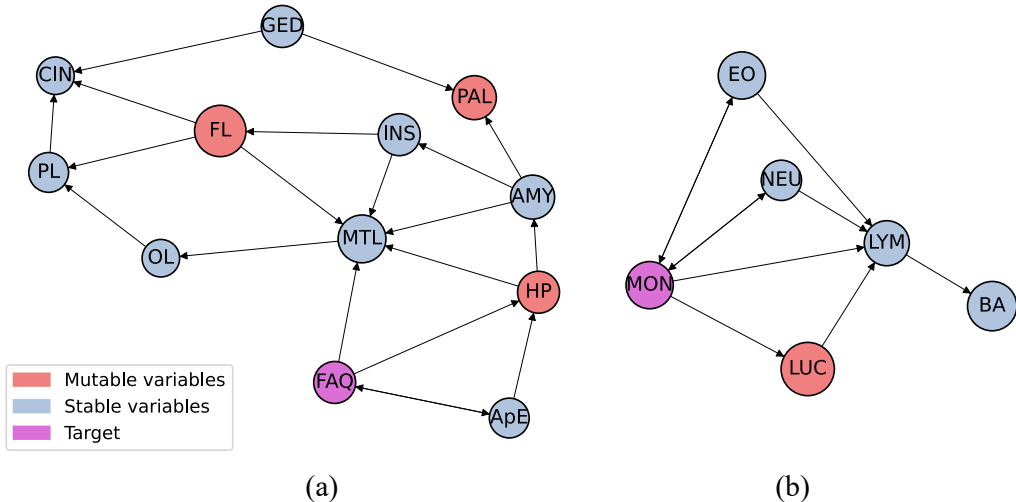 GED
CIN
PAL
FL
INS
PL
AMY
MTL
OL
HP
FAQ
ApE
Mutable variables
Stable variables
Target
(a)
EO
NEU
LYM
MON
BA
LUC
(b)